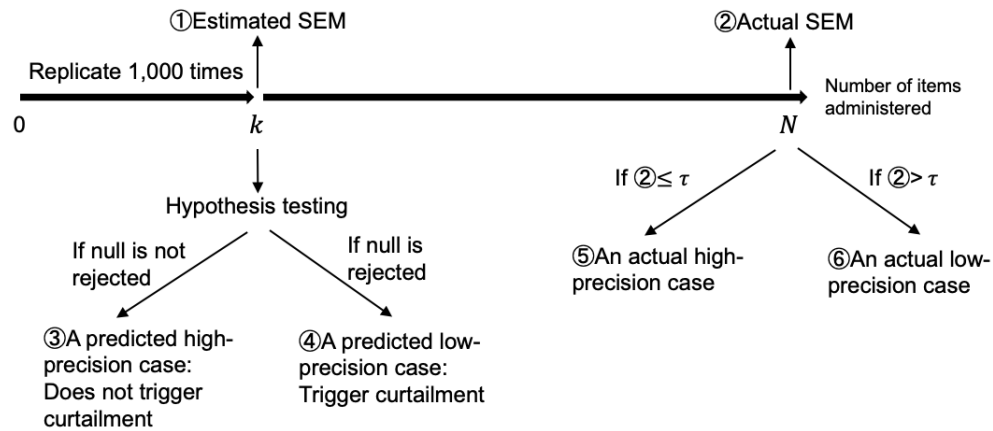 ①Estimated SEM
②Actual SEM
Replicate 1,000 times
Number of items
administered
0
k
N
If ②≤ τ
If ②> τ
Hypothesis testing
If null is not
rejected
If null is
rejected
⑤An actual high-
precision case
⑥An actual low-
precision case
③A predicted high-
precision case:
Does not trigger
curtailment
④A predicted low-
precision case:
Trigger curtailment